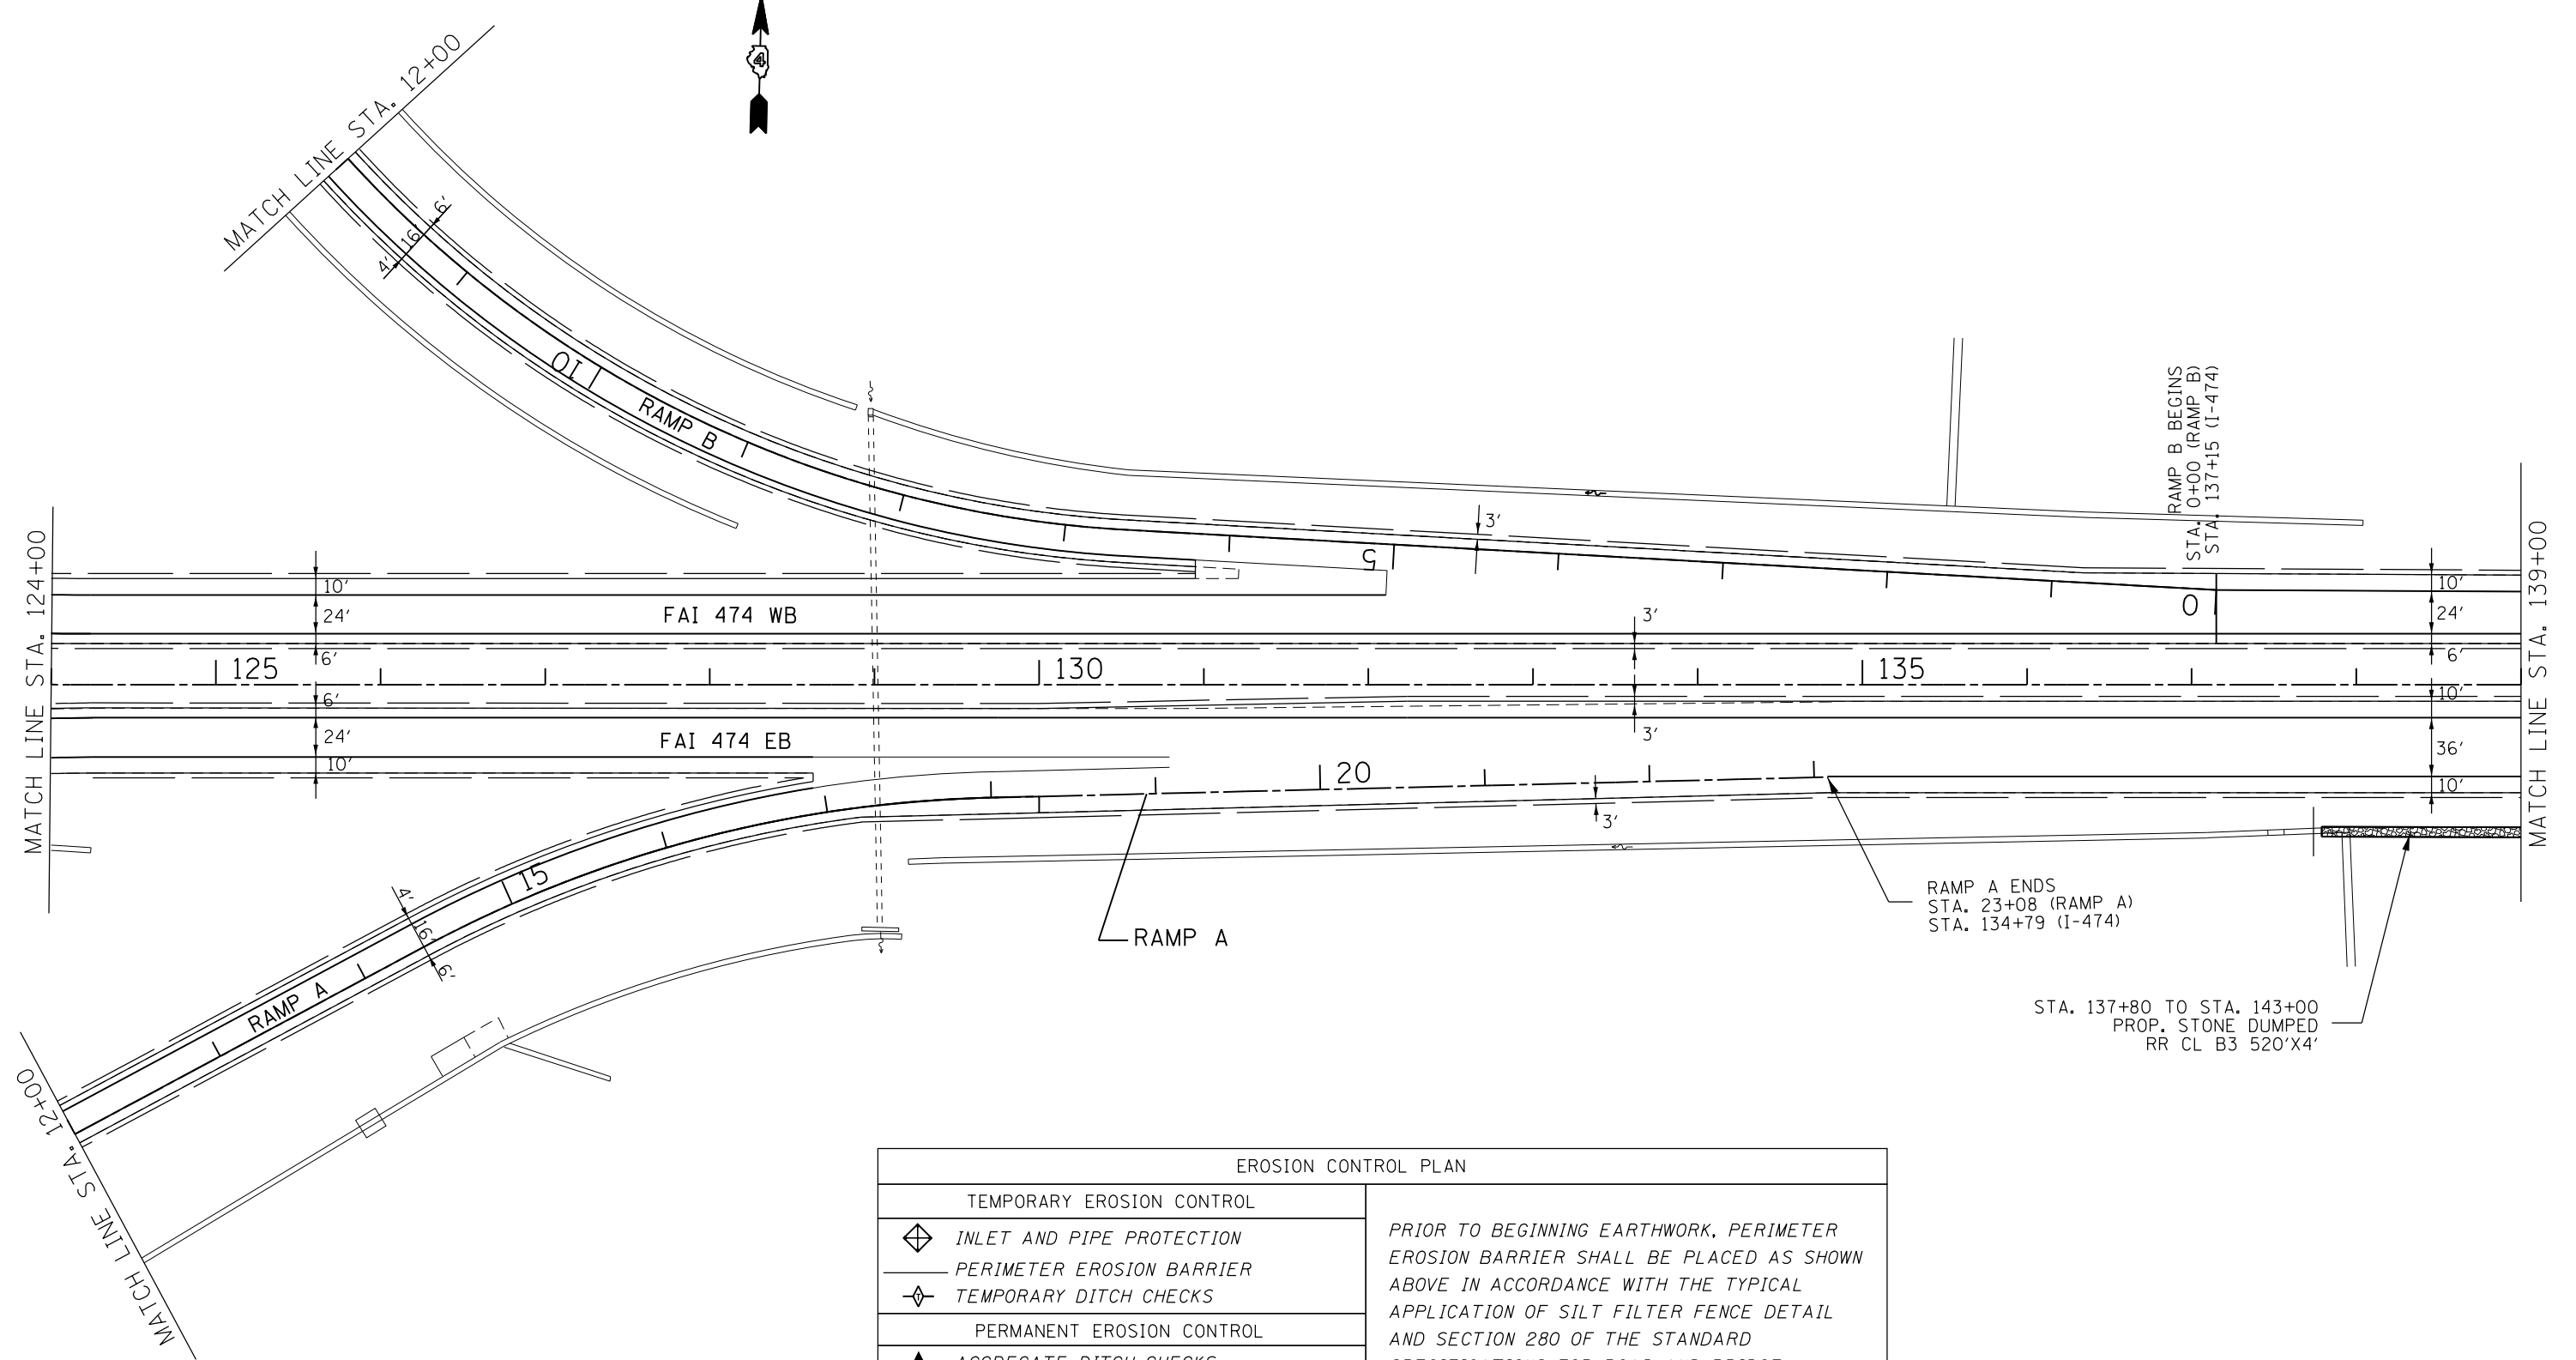 4
MATCH LINE STA. 12+00
6'
16'
4'
10
RAMP B
RAMP B BEGINS
STA. 0+00 (RAMP B)
STA. 137+15 (I-474)
3'
5
0
MATCH LINE STA. 124+00
10'
24'
6'
FAI 474 WB
3'
10'
24'
6'
MATCH LINE STA. 139+00
125
130
135
6'
24'
10'
FAI 474 EB
3'
10'
36'
10'
20
3'
15
4'
16'
6'
RAMP A
RAMP A
RAMP A ENDS
STA. 23+08 (RAMP A)
STA. 134+79 (I-474)
STA. 137+80 TO STA. 143+00
PROP. STONE DUMPED
RR CL B3 520'X4'
MATCH LINE STA. 12+00
EROSION CONTROL PLAN
TEMPORARY EROSION CONTROL
INLET AND PIPE PROTECTION
PERIMETER EROSION BARRIER
TEMPORARY DITCH CHECKS
PERMANENT EROSION CONTROL
AGGREGATE DITCH CHECKS
PRIOR TO BEGINNING EARTHWORK, PERIMETER
EROSION BARRIER SHALL BE PLACED AS SHOWN
ABOVE IN ACCORDANCE WITH THE TYPICAL
APPLICATION OF SILT FILTER FENCE DETAIL
AND SECTION 280 OF THE STANDARD